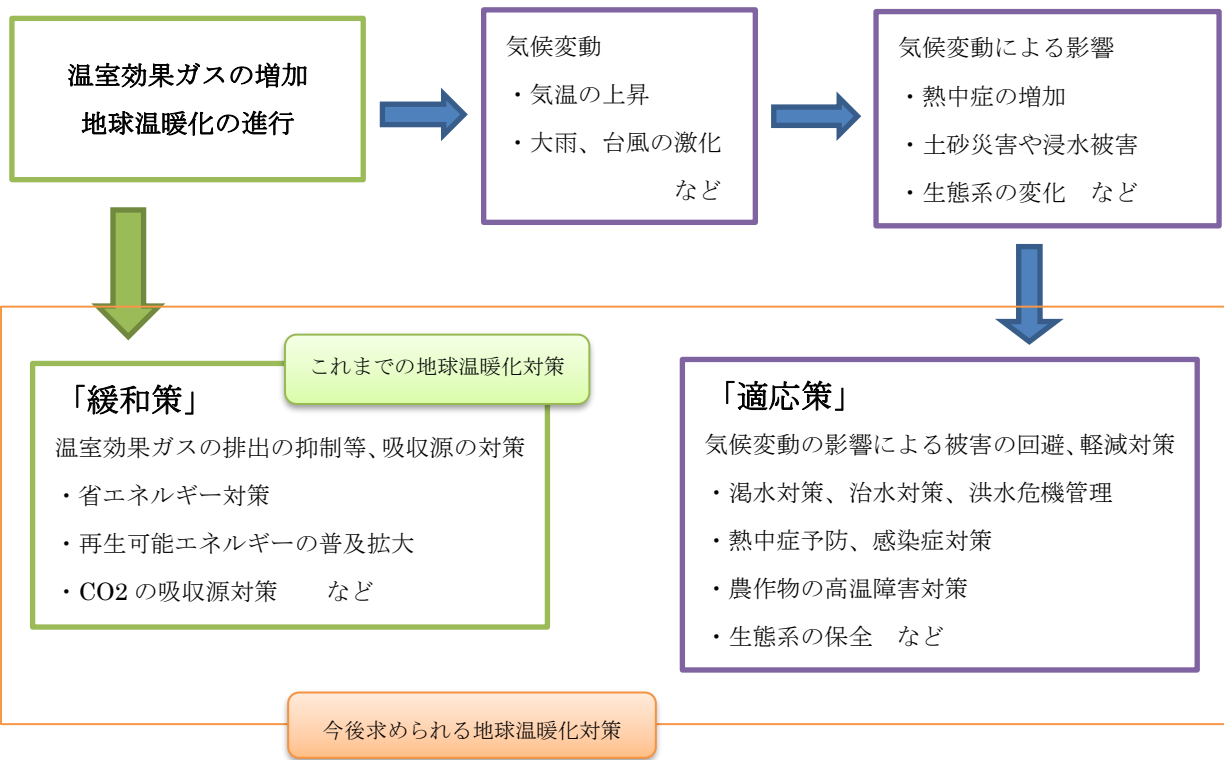 温室効果ガスの増加
地球温暖化の進行
気候変動
・気温の上昇
・大雨、台風の激化
など
気候変動による影響
・熱中症の増加
・土砂災害や浸水被害
・生態系の変化　など
これまでの地球温暖化対策
「緩和策」
温室効果ガスの排出の抑制等、吸収源の対策
・省エネルギー対策
・再生可能エネルギーの普及拡大
・CO2 の吸収源対策　　など
「適応策」
気候変動の影響による被害の回避、軽減対策
・渇水対策、治水対策、洪水危機管理
・熱中症予防、感染症対策
・農作物の高温障害対策
・生態系の保全　など
今後求められる地球温暖化対策